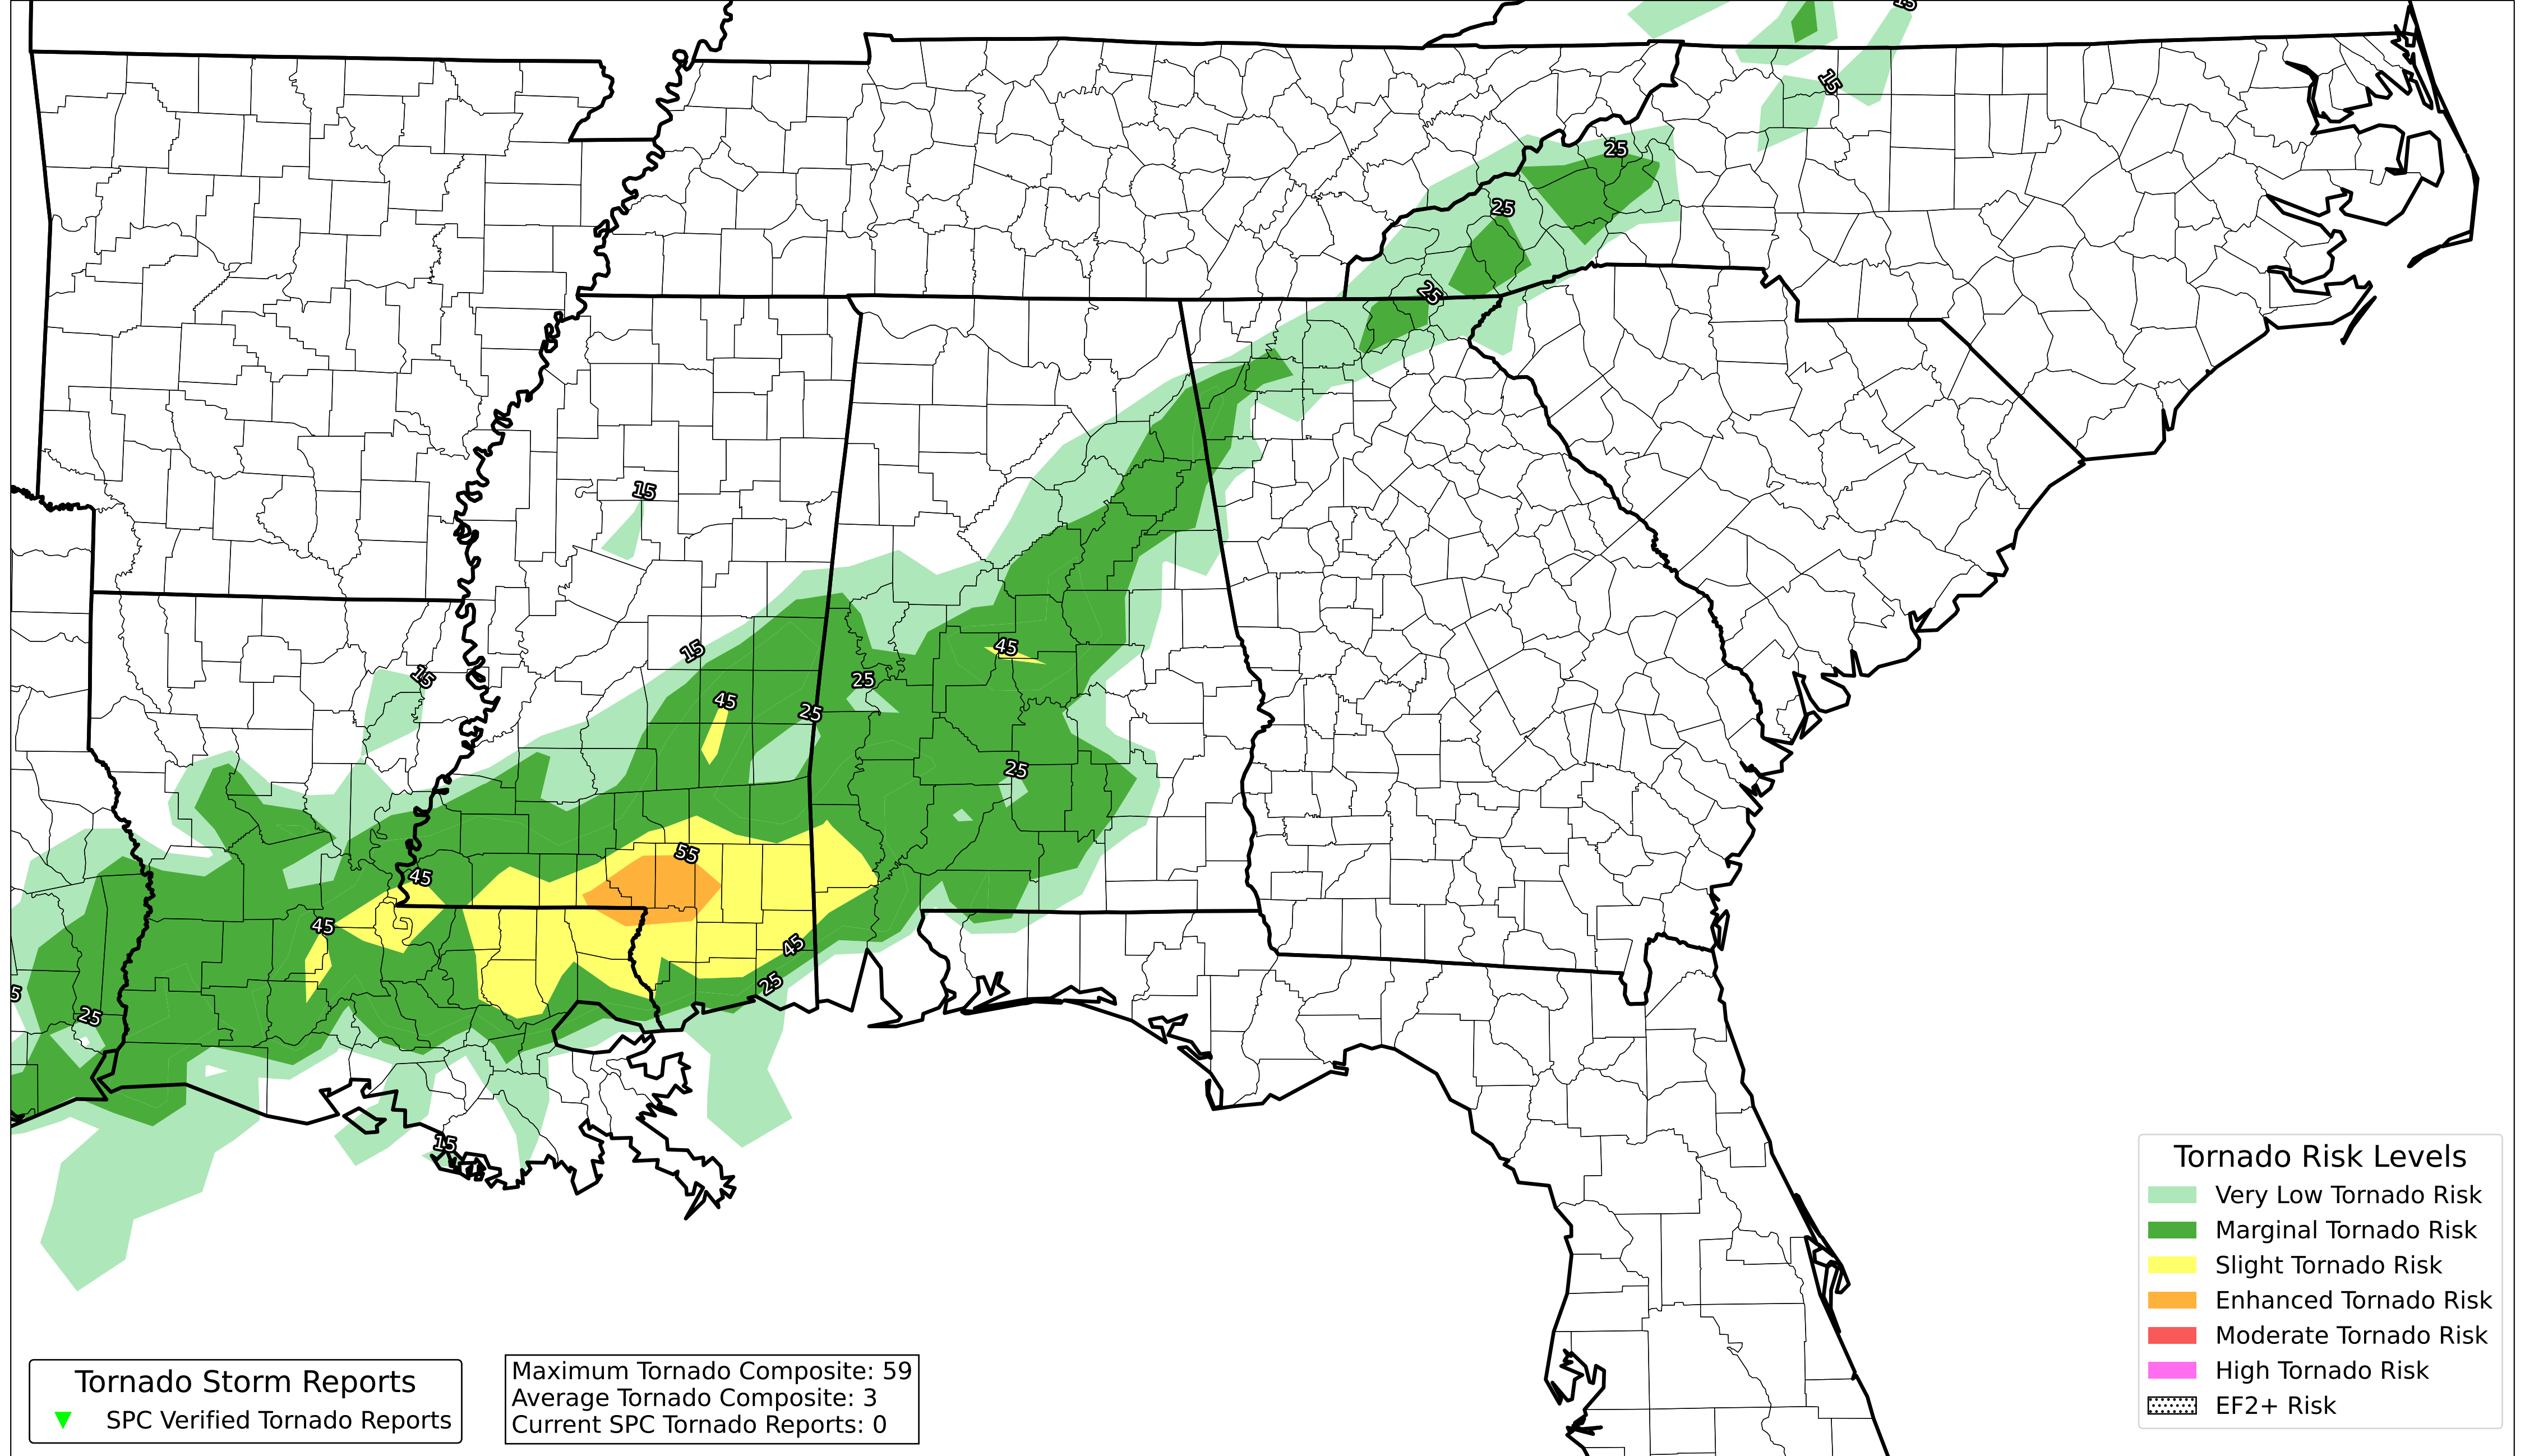 15
15
25
25
25
15
45
15
25
15
45
25
25
55
45
45
45
5
25
25
15
Tornado Risk Levels
Very Low Tornado Risk
Marginal Tornado Risk
Slight Tornado Risk
Enhanced Tornado Risk
Moderate Tornado Risk
High Tornado Risk
EF2+ Risk
Tornado Storm Reports
SPC Verified Tornado Reports
Maximum Tornado Composite: 59
Average Tornado Composite: 3
Current SPC Tornado Reports: 0